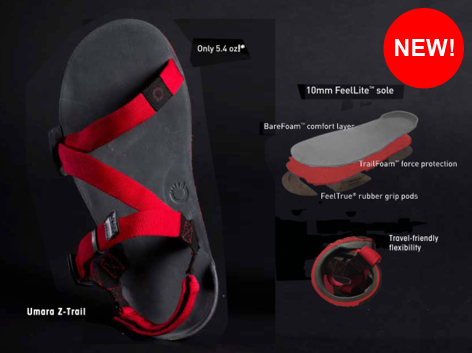 NEW!
Only 5.4 oz!*
10mm FeelLite™ sole
BareFoam™ comfort layer
TrailFoam™ force protection
FeelTrue® rubber grip pods
Travel-friendly
flexibility
Umara Z-Trail